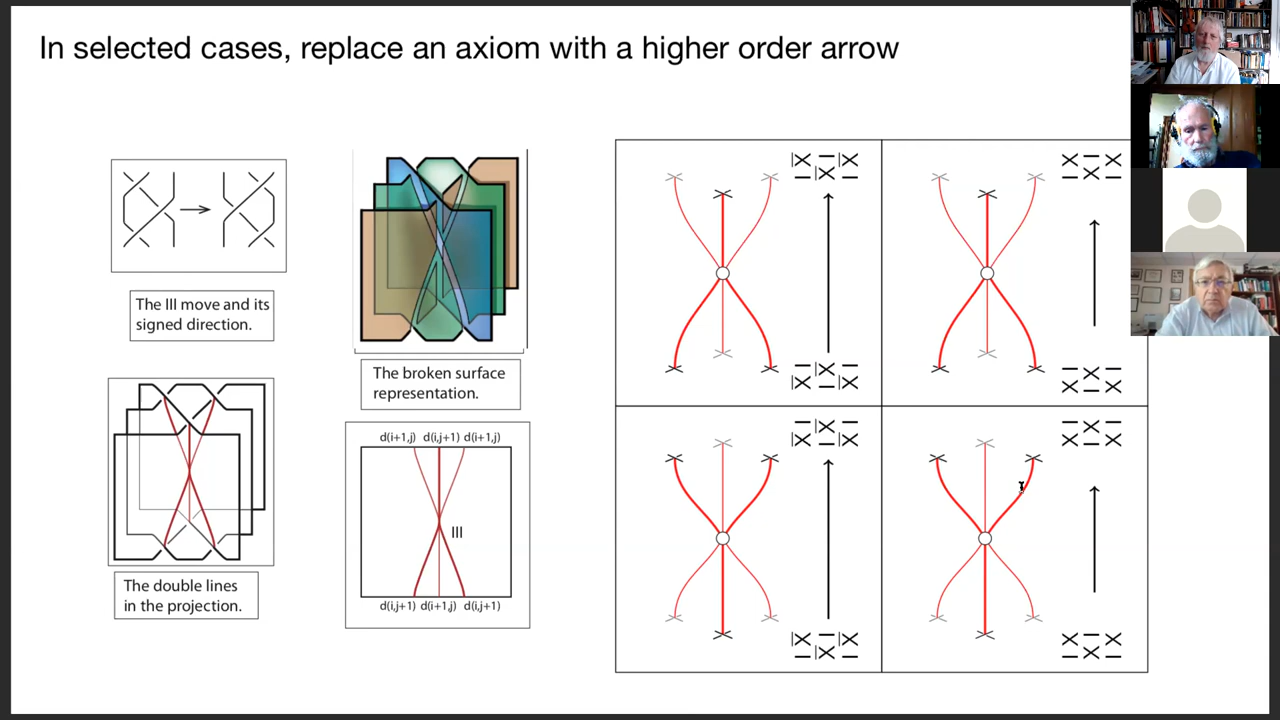 In selected cases, replace an axiom with a higher order arrow
The III move and its
signed direction.
The broken surface
representation.
The double lines
in the projection.
d(i+1,j) d(i,j+1) d(i+1,j)
III
d(i,j+1) d(i+1,j) d(i,j+1)